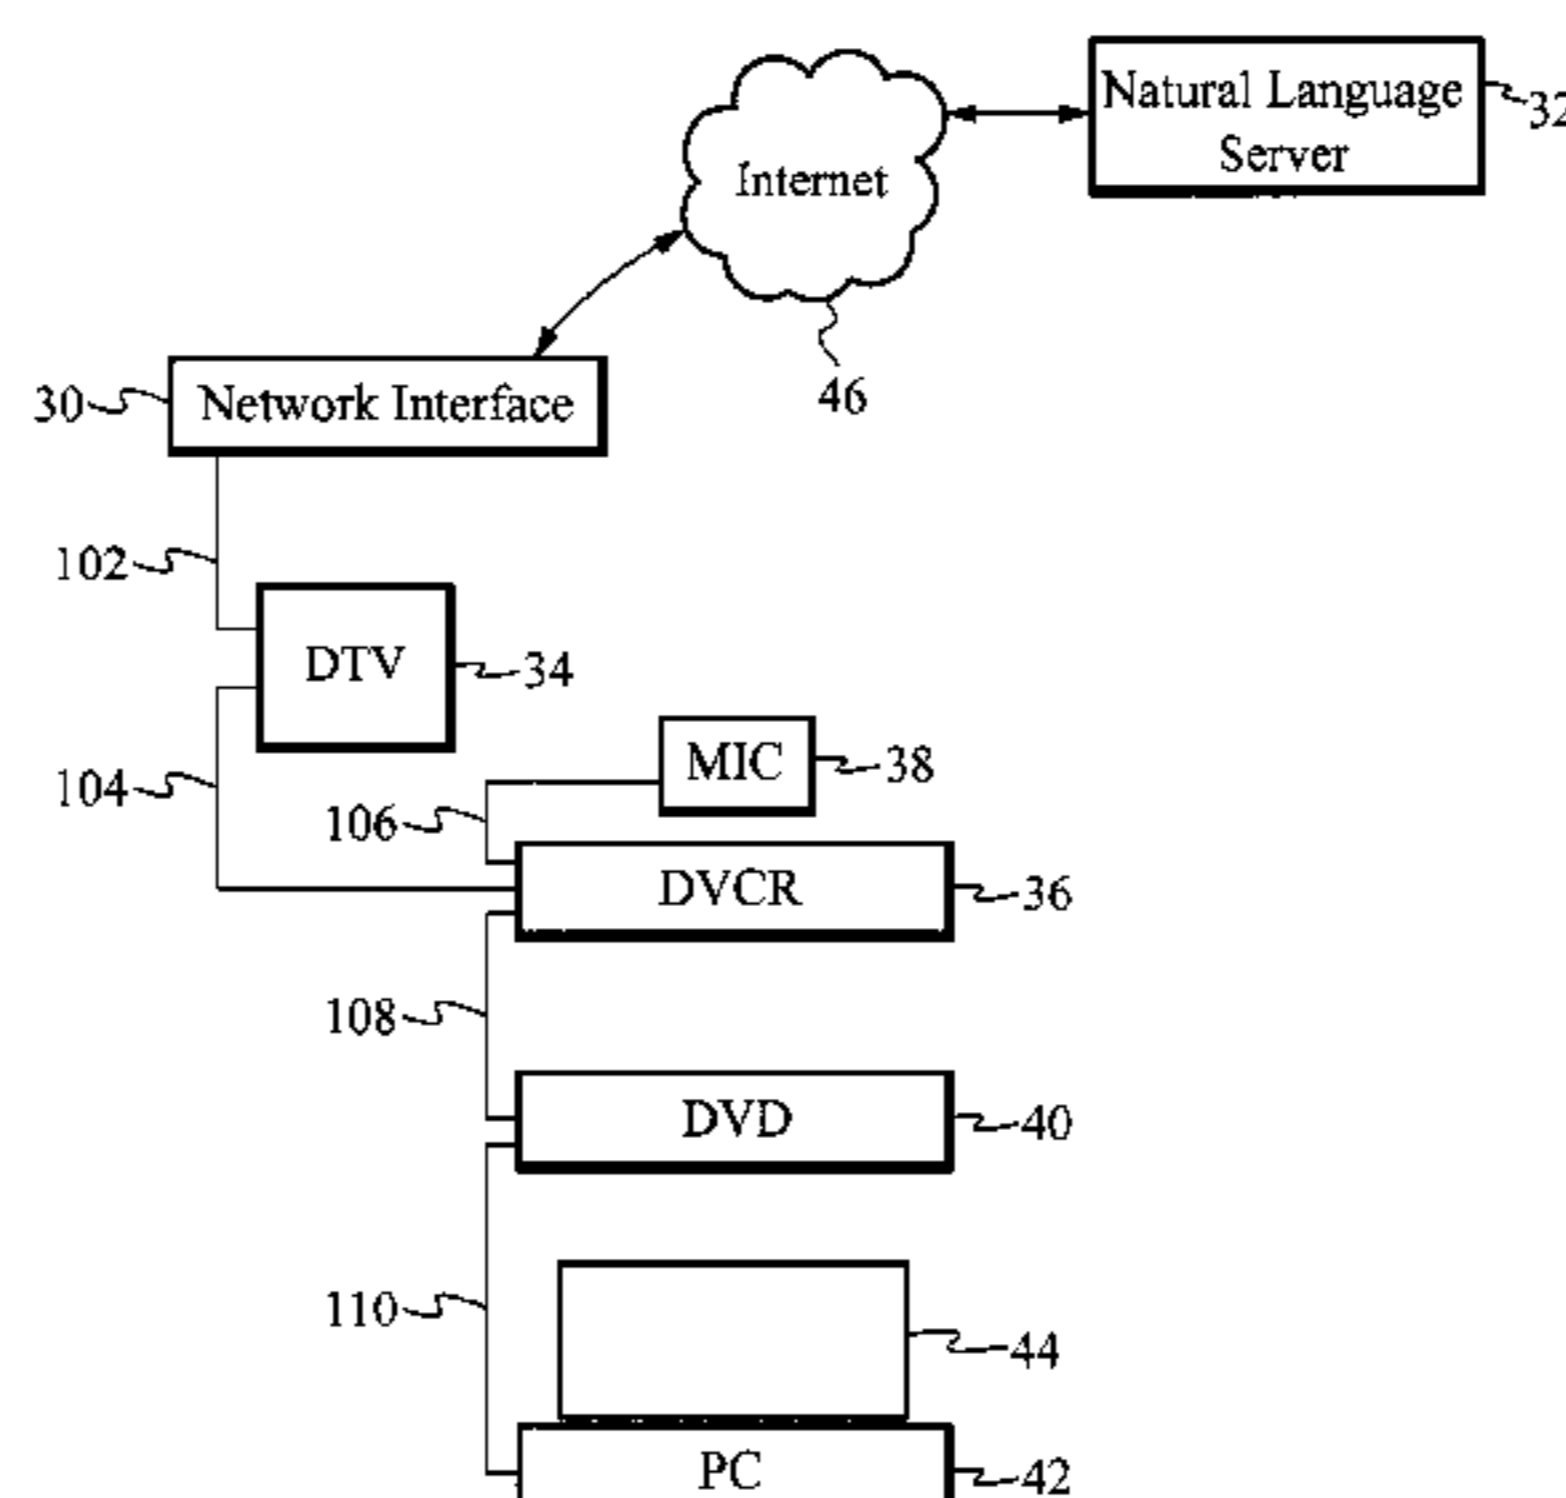 Natural Language
Server
32
Internet
46
30
Network Interface
102
DTV
34
104
MIC
38
106
DVCR
36
108
DVD
40
110
44
PC
42